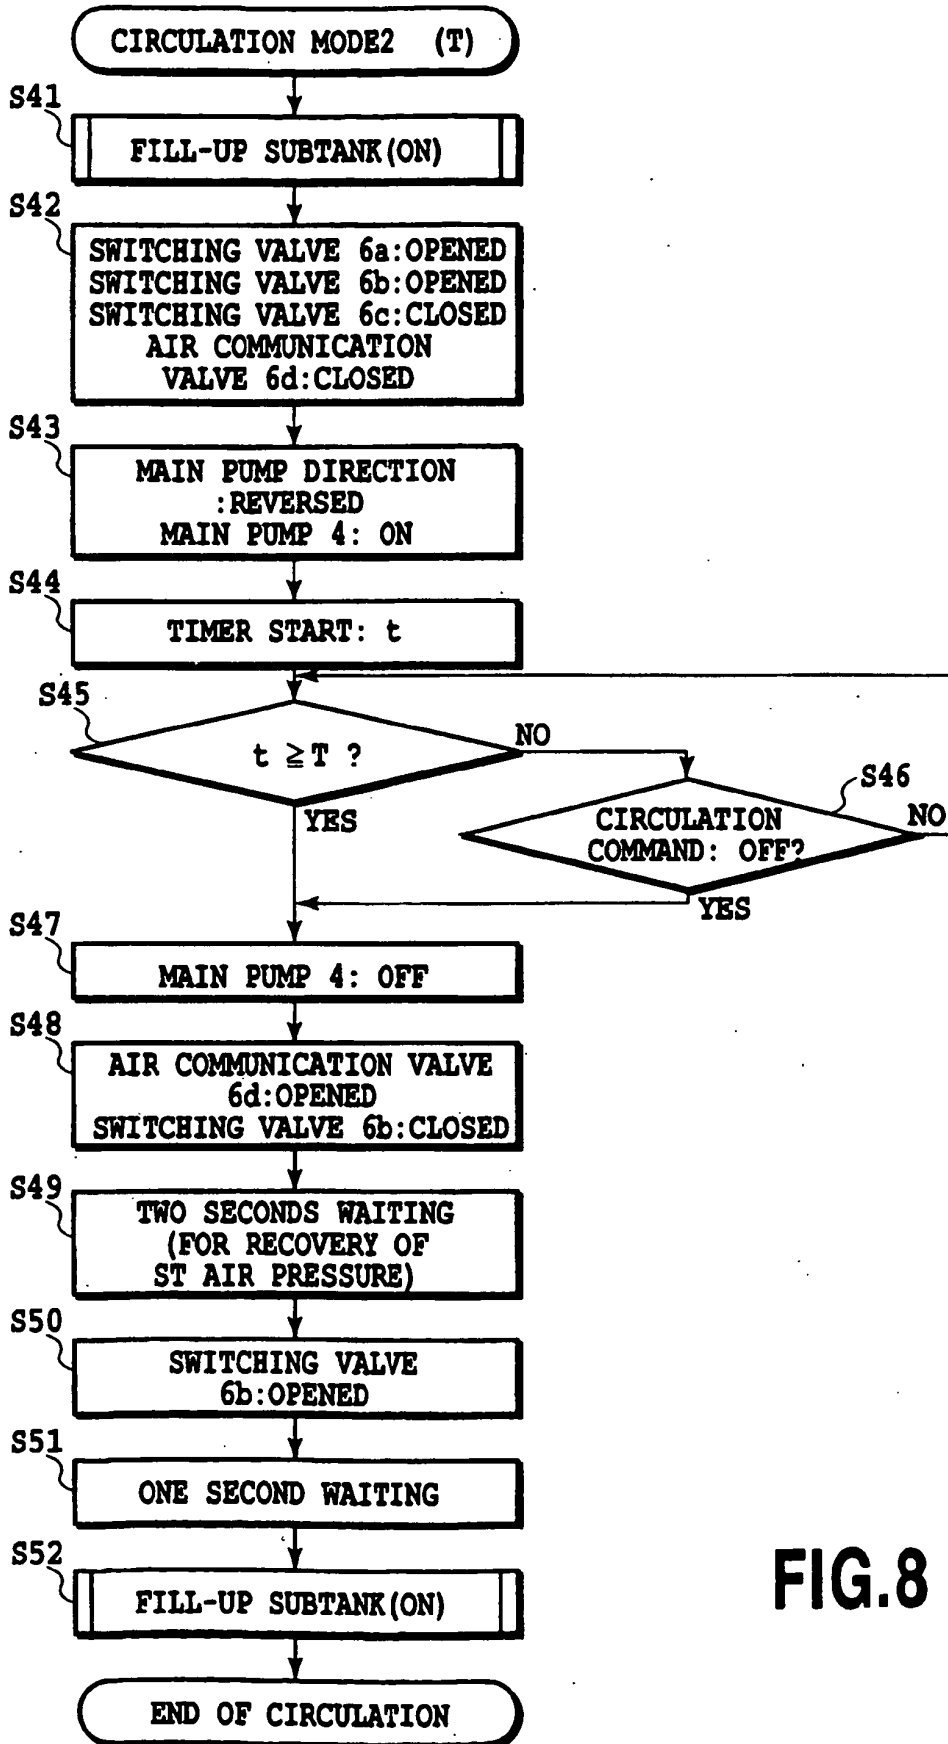 CIRCULATION MODE2 (T)
S41
FILL-UP SUBTANK(ON)
S42
SWITCHING VALVE 6a:OPENED
SWITCHING VALVE 6b:OPENED
SWITCHING VALVE 6c:CLOSED
AIR COMMUNICATION
VALVE 6d:CLOSED
S43
MAIN PUMP DIRECTION
:REVERSED
MAIN PUMP 4: ON
S44
TIMER START: t
S45
t ≧ T ?
NO
YES
S46
CIRCULATION
COMMAND: OFF?
NO
YES
S47
MAIN PUMP 4: OFF
S48
AIR COMMUNICATION VALVE
6d:OPENED
SWITCHING VALVE 6b:CLOSED
S49
TWO SECONDS WAITING
(FOR RECOVERY OF
ST AIR PRESSURE)
S50
SWITCHING VALVE
6b:OPENED
S51
ONE SECOND WAITING
S52
FILL-UP SUBTANK(ON)
END OF CIRCULATION
FIG.8